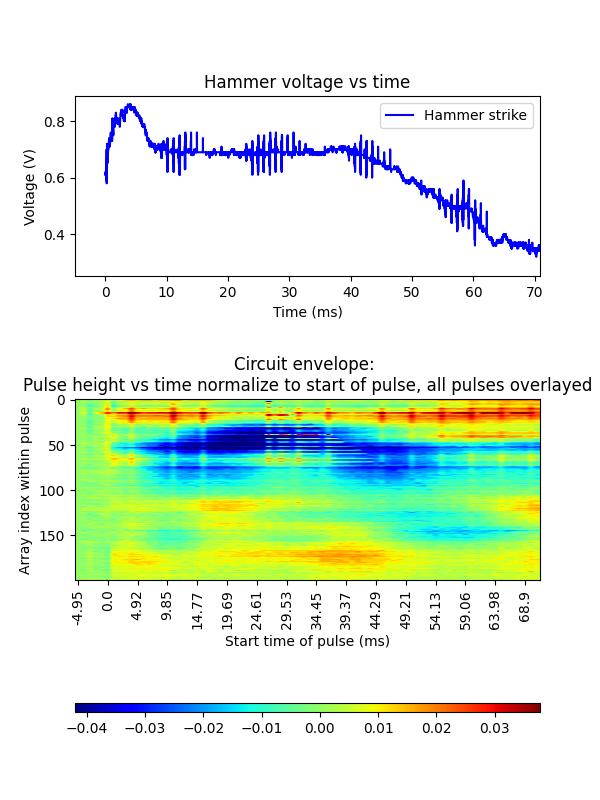 Hammer voltage vs time
Hammer strike
0.8
0.6
0.4
Voltage (V)
0 10 20 30 40 50 60 70
Time (ms)
Circuit envelope:
Pulse height vs time normalize to start of pulse, all pulses overlayed
0
50
100
150
Array index within pulse
-4.95 0.0 4.92 9.85 14.77 19.69 24.61 29.53 34.45 39.37 44.29 49.21 54.13 59.06 63.98 68.9
Start time of pulse (ms)
−0.04 −0.03 −0.02 −0.01 0.00 0.01 0.02 0.03